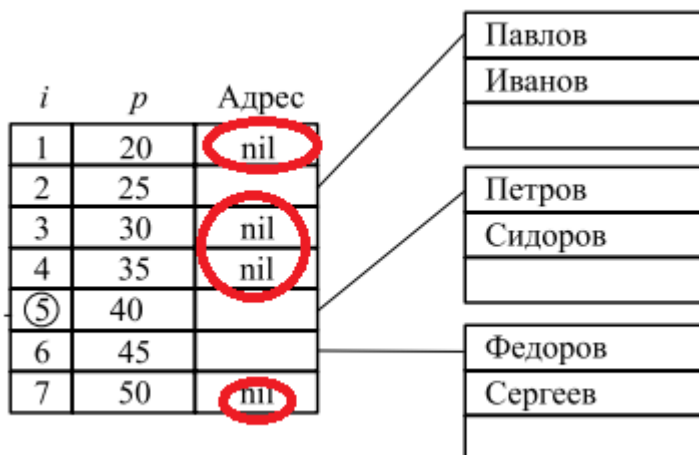 i p Адрес
1 20 nil
2 25
3 30 nil
4 35 nil
5 40
6 45
7 50 nil
Павлов
Иванов
Петров
Сидоров
Федоров
Сергеев